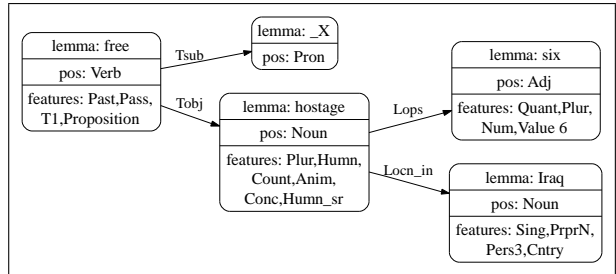 lemma: free
pos: Verb
features: Past,Pass,
T1,Proposition
Tsub
lemma: _X
pos: Pron
Tobj
lemma: hostage
pos: Noun
features: Plur,Humn,
Count,Anim,
Conc,Humn_sr
Lops
lemma: six
pos: Adj
features: Quant,Plur,
Num,Value 6
Locn_in
lemma: Iraq
pos: Noun
features: Sing,PrprN,
Pers3,Cntry